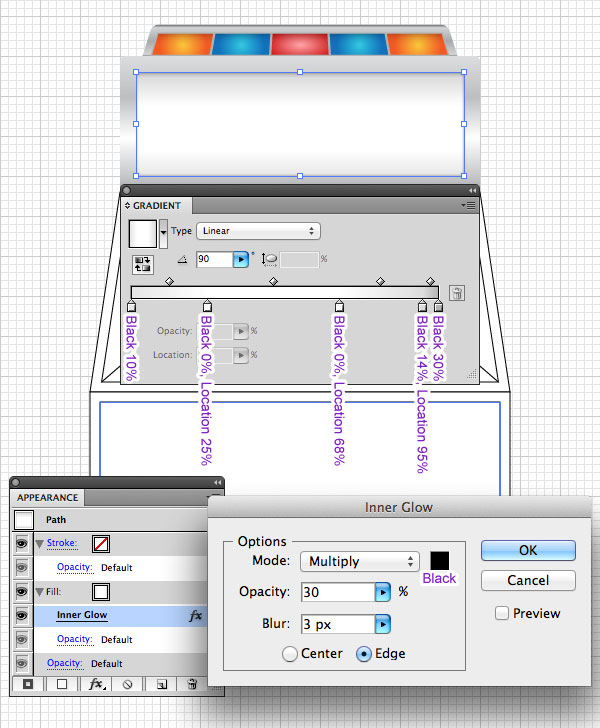 GRADIENT
Type Linear
90 °
%
Opacity: %
Location: %
Black 10%
Black 0%, Location 25%
Black 0%, Location 68%
Black 14%, Location 95%
Black 30%
APPEARANCE
Path
Stroke:
Opacity: Default
Fill:
Inner Glow fx
Opacity: Default
Opacity: Default
fx
Inner Glow
Options
Mode: Multiply
Black
Opacity: 30 %
Blur: 3 px
Center Edge
OK
Cancel
Preview